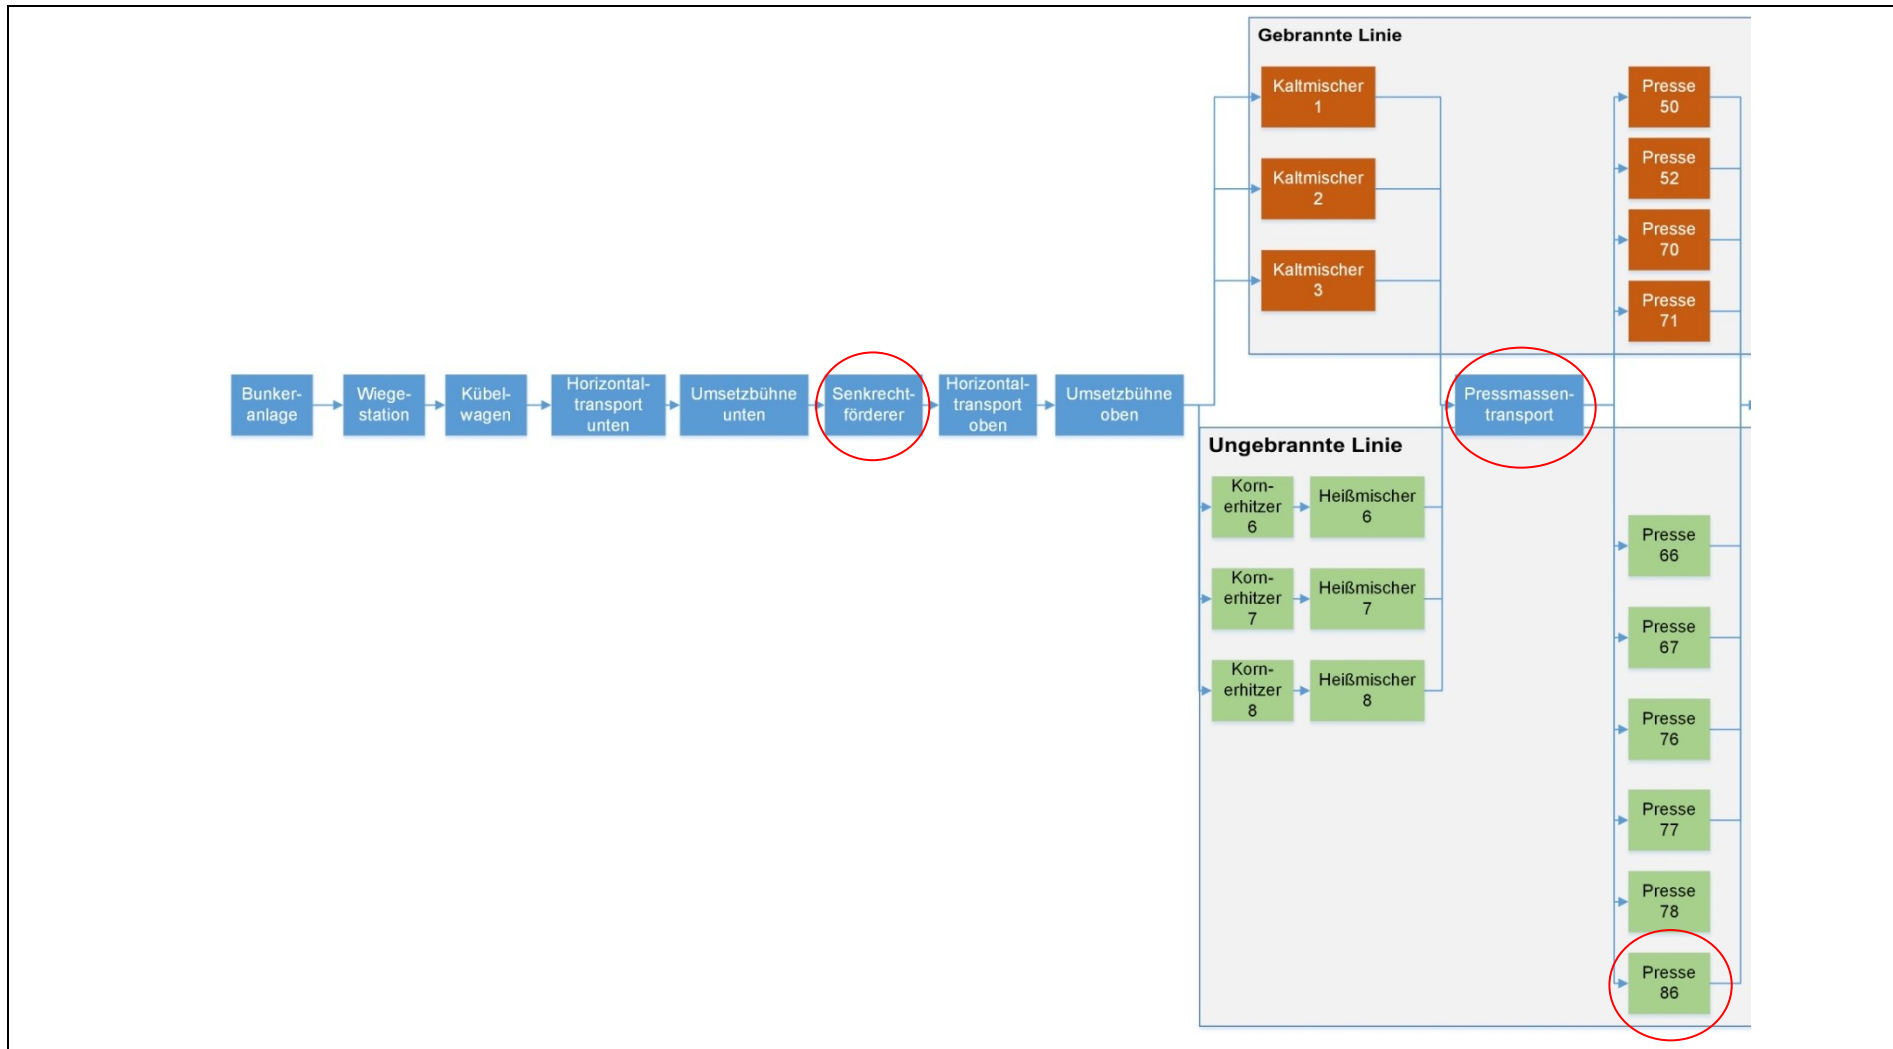 Gebrannte Linie
Kaltmischer
1
Kaltmischer
2
Kaltmischer
3
Presse
50
Presse
52
Presse
70
Presse
71
Bunker-
anlage
Wiege-
station
Kübel-
wagen
Horizontal-
transport
unten
Umsetzbühne
unten
Senkrecht-
förderer
Horizontal-
transport
oben
Umsetzbühne
oben
Pressmassen-
transport
Ungebrannte Linie
Korn-
erhitzer
6
Heißmischer
6
Korn-
erhitzer
7
Heißmischer
7
Korn-
erhitzer
8
Heißmischer
8
Presse
66
Presse
67
Presse
76
Presse
77
Presse
78
Presse
86